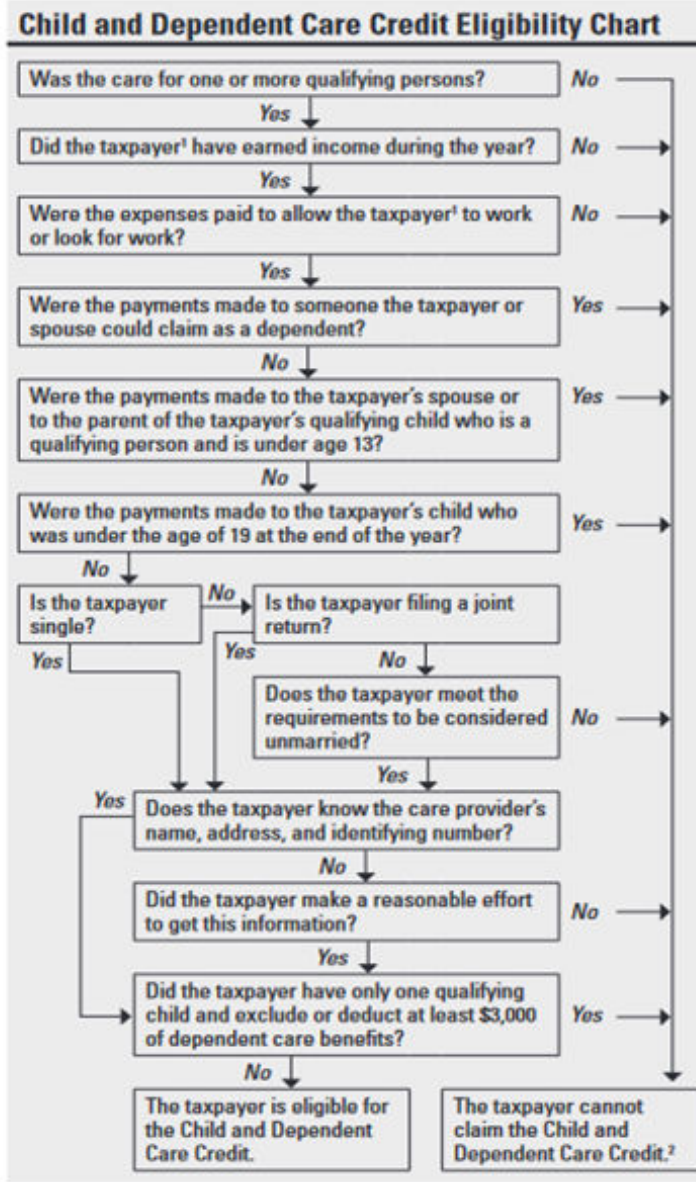 Child and Dependent Care Credit Eligibility Chart
Was the care for one or more qualifying persons?
No
Yes
Did the taxpayer¹ have earned income during the year?
No
Yes
Were the expenses paid to allow the taxpayer¹ to work
or look for work?
No
Yes
Were the payments made to someone the taxpayer or
spouse could claim as a dependent?
Yes
No
Were the payments made to the taxpayer's spouse or
to the parent of the taxpayer's qualifying child who is a
qualifying person and is under age 13?
Yes
No
Were the payments made to the taxpayer's child who
was under the age of 19 at the end of the year?
Yes
No
Is the taxpayer
single?
No
Is the taxpayer filing a joint
return?
Yes
Yes
No
Does the taxpayer meet the
requirements to be considered
unmarried?
No
Yes
Yes
Does the taxpayer know the care provider's
name, address, and identifying number?
No
Did the taxpayer make a reasonable effort
to get this information?
No
Yes
Did the taxpayer have only one qualifying
child and exclude or deduct at least $3,000
of dependent care benefits?
Yes
No
The taxpayer is eligible for
the Child and Dependent
Care Credit.
The taxpayer cannot
claim the Child and
Dependent Care Credit.²